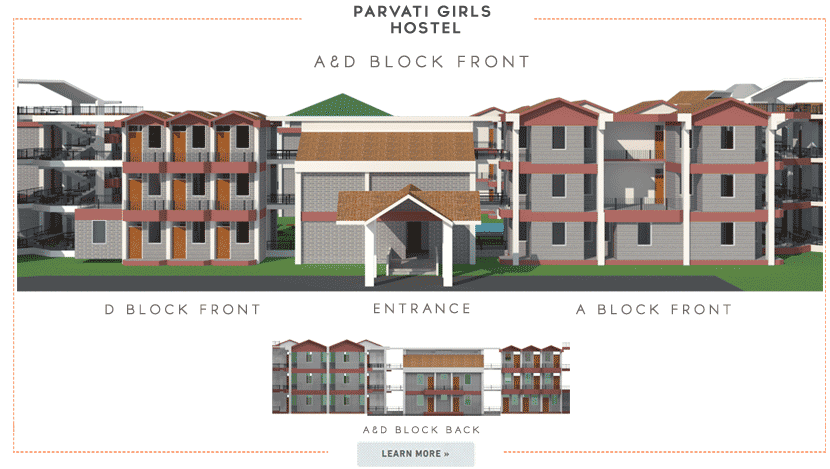 PARVATI GIRLS
HOSTEL
A&D BLOCK FRONT
D BLOCK FRONT
ENTRANCE
A BLOCK FRONT
A&D BLOCK BACK
LEARN MORE »